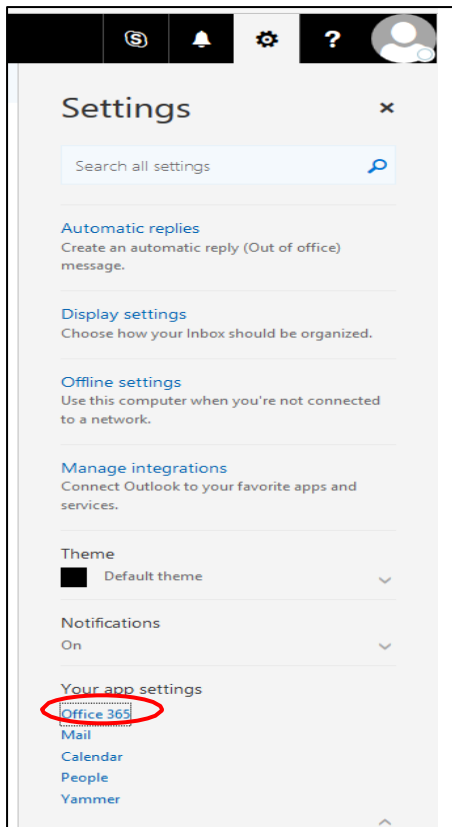 ?
Settings
Search all settings
Automatic replies
Create an automatic reply (Out of office)
message.
Display settings
Choose how your Inbox should be organized.
Offline settings
Use this computer when you're not connected
to a network.
Manage integrations
Connect Outlook to your favorite apps and
services.
Theme
Default theme
Notifications
On
Your app settings
Office 365
Mail
Calendar
People
Yammer